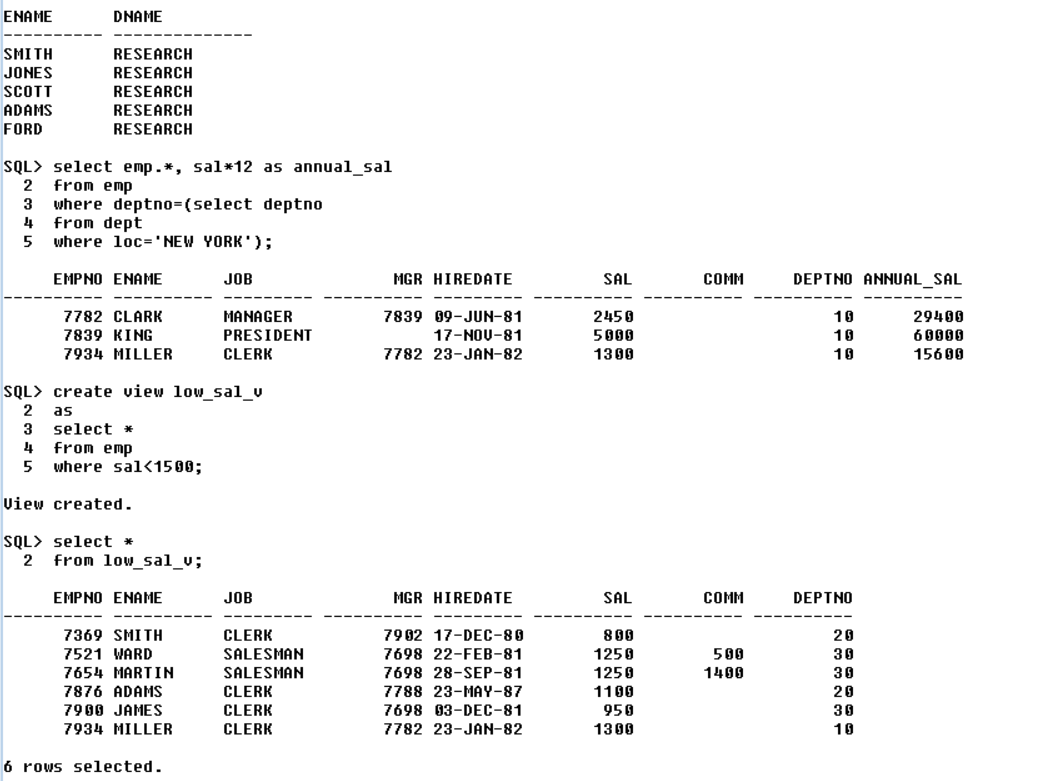 ENAME      DNAME
---------- --------------
SMITH      RESEARCH
JONES      RESEARCH
SCOTT      RESEARCH
ADAMS      RESEARCH
FORD       RESEARCH
SQL> select emp.*, sal*12 as annual_sal
  2  from emp
  3  where deptno=(select deptno
  4  from dept
  5  where loc='NEW YORK');
     EMPNO ENAME      JOB              MGR HIREDATE         SAL       COMM     DEPTNO ANNUAL_SAL
---------- ---------- --------- ---------- --------- ---------- ---------- ---------- ----------
      7782 CLARK      MANAGER         7839 09-JUN-81       2450                    10      29400
      7839 KING       PRESIDENT            17-NOV-81       5000                    10      60000
      7934 MILLER     CLERK           7782 23-JAN-82       1300                    10      15600
SQL> create view low_sal_v
  2  as
  3  select *
  4  from emp
  5  where sal<1500;
View created.
SQL> select *
  2  from low_sal_v;
     EMPNO ENAME      JOB              MGR HIREDATE         SAL       COMM     DEPTNO
---------- ---------- --------- ---------- --------- ---------- ---------- ----------
      7369 SMITH      CLERK           7902 17-DEC-80        800                    20
      7521 WARD       SALESMAN        7698 22-FEB-81       1250        500         30
      7654 MARTIN     SALESMAN        7698 28-SEP-81       1250       1400         30
      7876 ADAMS      CLERK           7788 23-MAY-87       1100                    20
      7900 JAMES      CLERK           7698 03-DEC-81        950                    30
      7934 MILLER     CLERK           7782 23-JAN-82       1300                    10
6 rows selected.